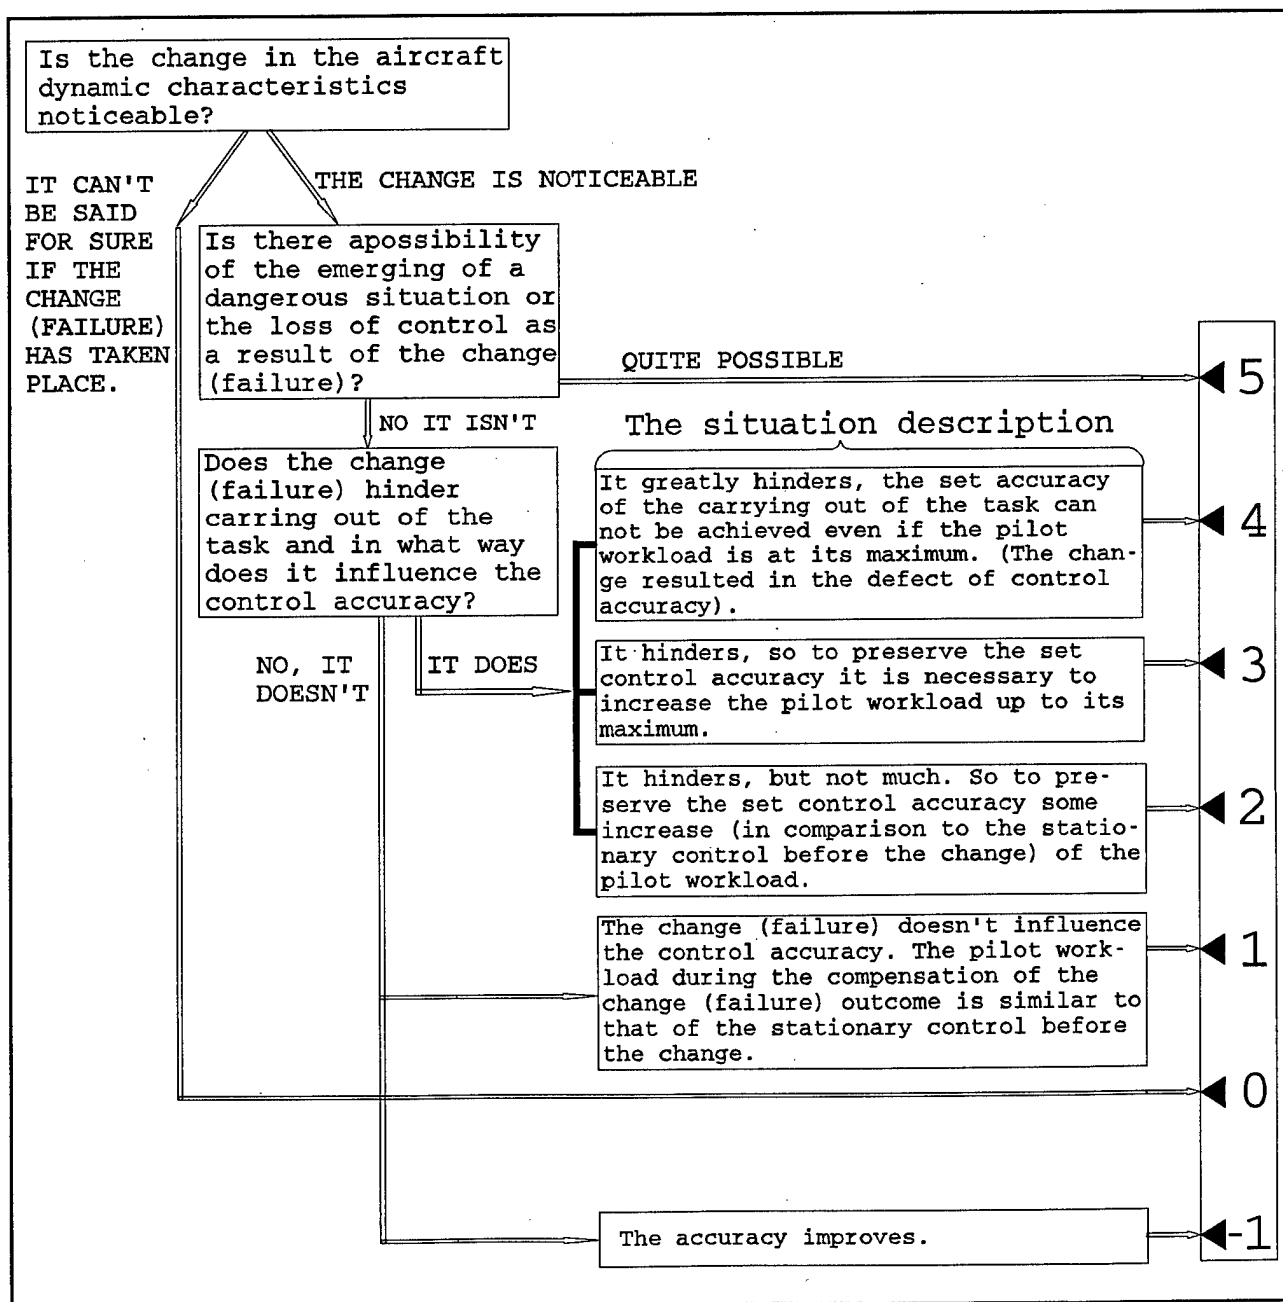 Is the change in the aircraft
dynamic characteristics
noticeable?
IT CAN'T
BE SAID
FOR SURE
IF THE
CHANGE
(FAILURE)
HAS TAKEN
PLACE.
THE CHANGE IS NOTICEABLE
Is there apossibility
of the emerging of a
dangerous situation or
the loss of control as
a result of the change
(failure)?
QUITE POSSIBLE
5
NO IT ISN'T
The situation description
Does the change
(failure) hinder
carring out of the
task and in what way
does it influence the
control accuracy?
It greatly hinders, the set accuracy
of the carrying out of the task can
not be achieved even if the pilot
workload is at its maximum. (The chan-
ge resulted in the defect of control
accuracy).
4
NO, IT
DOESN'T
IT DOES
It hinders, so to preserve the set
control accuracy it is necessary to
increase the pilot workload up to its
maximum.
3
It hinders, but not much. So to pre-
serve the set control accuracy some
increase (in comparison to the statio-
nary control before the change) of the
pilot workload.
2
The change (failure) doesn't influence
the control accuracy. The pilot work-
load during the compensation of the
change (failure) outcome is similar to
that of the stationary control before
the change.
1
0
The accuracy improves.
-1